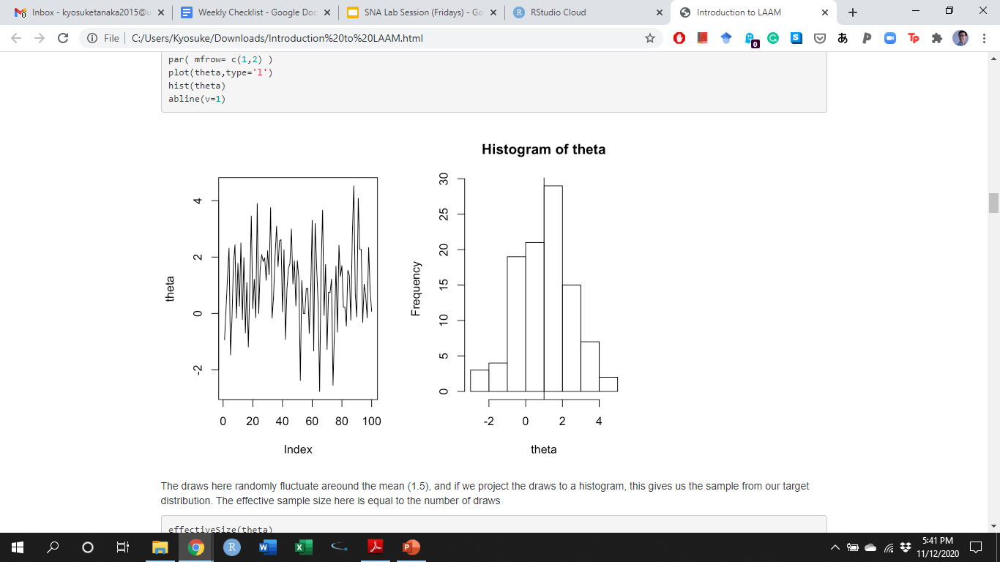 Inbox - kyosuketanaka2015@u
Weekly Checklist - Google Doc
SNA Lab Session (Fridays) - Go
RStudio Cloud
Introduction to LAAM
File | C:/Users/Kyosuke/Downloads/Introduction%20to%20LAAM.html
par( mfrow= c(1,2) )
plot(theta,type='l')
hist(theta)
abline(v=1)
Histogram of theta
theta
4
2
0
-2
0 20 40 60 80 100
Index
Frequency
30
25
20
15
10
5
0
-2 0 2 4
theta
The draws here randomly fluctuate areound the mean (1.5), and if we project the draws to a histogram, this gives us the sample from our target
distribution. The effective sample size here is equal to the number of draws
effectiveSize(theta)
5:41 PM
11/12/2020